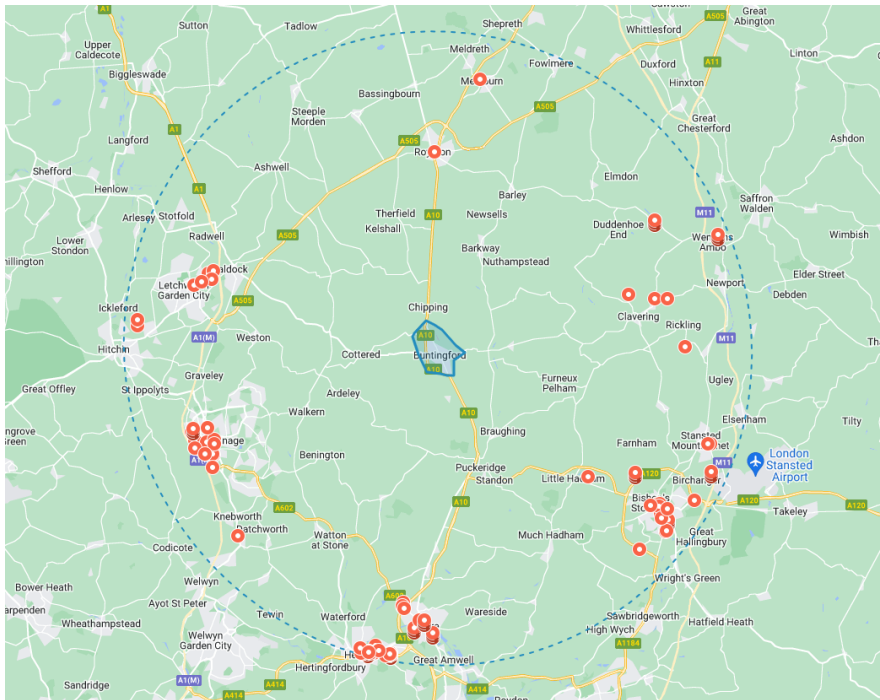 A1
Sutton
Tadlow
Shepreth
Sawston
A505
Great
Abington
Upper
Caldecote
Meldreth
Whittlesford
Linton
Biggleswade
Fowlmere
Duxford
A11
Hinxton
Bassingbourn
Steeple
Morden
A505
Great
Chesterford
Langford
A1
A505
Ashdon
Shefford
Ashwell
Elmdon
Henlow
A1
Barley
Saffron
Walden
Arlesey
Stotfold
Therfield
A10
Newsells
M11
Lower
Stondon
Radwell
A505
Kelshall
Duddenhoe
End
Wimbish
Barkway
Ambo
Nuthampstead
Elder Street
Garden City
A505
Newport
Debden
Ickleford
Chipping
Clavering
Rickling
Hitchin
A1(M)
Weston
A10
M11
Cottered
Buntingford
Great Offley
St Ippolyts
Graveley
A10
Furneux
Pelham
Ugley
Ardeley
Walkern
A10
Elsenham
Tilty
Green
Braughing
Farnham
Stansted
Benington
Puckeridge
M11
London
Stansted
Airport
Standon
A120
A10
A120
A120
Knebworth
A602
Takeley
Datchworth
Watton
at Stone
Much Hadham
Great
Hallingbury
Codicote
Wright's Green
Bower Heath
Welwyn
Ayot St Peter
Tewin
Waterford
Wareside
Sawbridgeworth
Hatfield Heath
Wheathampstead
High Wych
Welwyn
Garden City
A1184
Hertingfordbury
Great Amwell
Sandridge
A1(M)
A414
A414